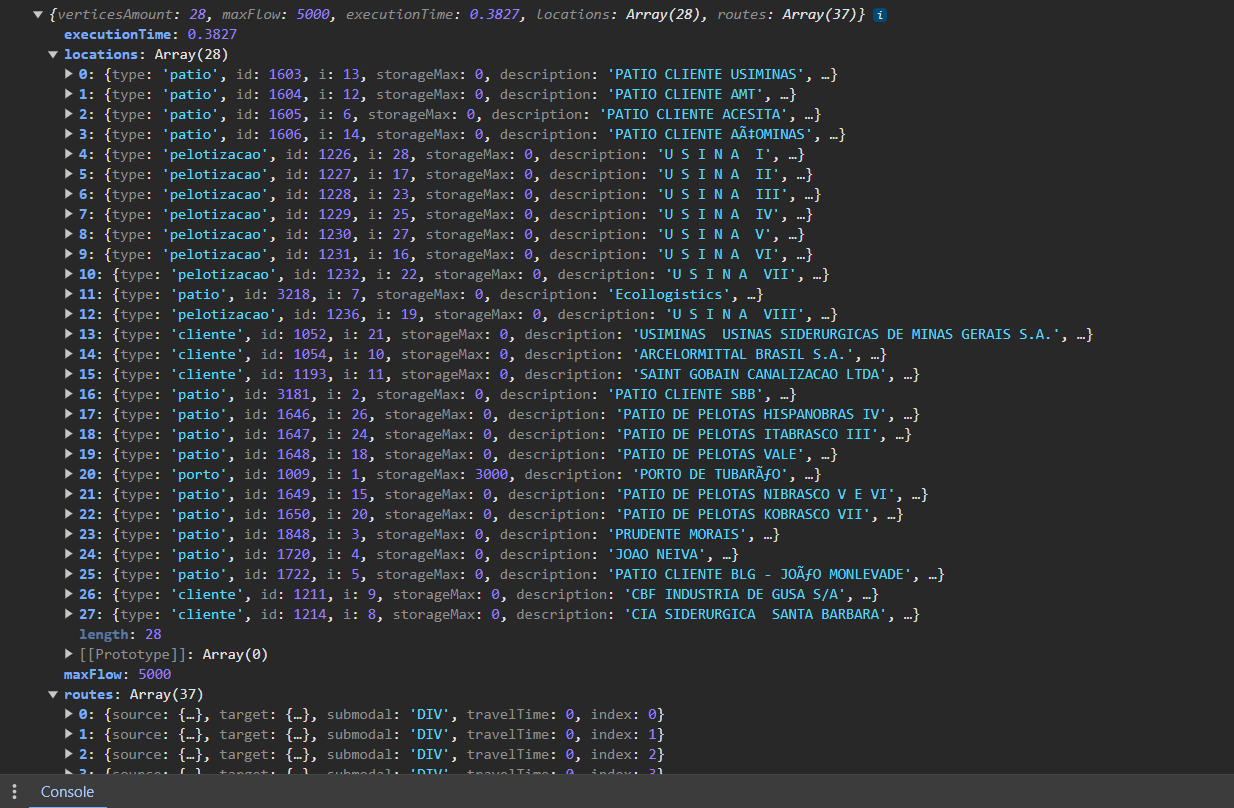 ▼ {verticesAmount: 28, maxFlow: 5000, executionTime: 0.3827, locations: Array(28), routes: Array(37)} i
executionTime: 0.3827
▼ locations: Array(28)
▶ 0: {type: 'patio', id: 1603, i: 13, storageMax: 0, description: 'PATIO CLIENTE USIMINAS', …}
▶ 1: {type: 'patio', id: 1604, i: 12, storageMax: 0, description: 'PATIO CLIENTE AMT', …}
▶ 2: {type: 'patio', id: 1605, i: 6, storageMax: 0, description: 'PATIO CLIENTE ACESITA', …}
▶ 3: {type: 'patio', id: 1606, i: 14, storageMax: 0, description: 'PATIO CLIENTE AÃ‡OMINAS', …}
▶ 4: {type: 'pelotizacao', id: 1226, i: 28, storageMax: 0, description: 'U S I N A  I', …}
▶ 5: {type: 'pelotizacao', id: 1227, i: 17, storageMax: 0, description: 'U S I N A  II', …}
▶ 6: {type: 'pelotizacao', id: 1228, i: 23, storageMax: 0, description: 'U S I N A  III', …}
▶ 7: {type: 'pelotizacao', id: 1229, i: 25, storageMax: 0, description: 'U S I N A  IV', …}
▶ 8: {type: 'pelotizacao', id: 1230, i: 27, storageMax: 0, description: 'U S I N A  V', …}
▶ 9: {type: 'pelotizacao', id: 1231, i: 16, storageMax: 0, description: 'U S I N A  VI', …}
▶ 10: {type: 'pelotizacao', id: 1232, i: 22, storageMax: 0, description: 'U S I N A  VII', …}
▶ 11: {type: 'patio', id: 3218, i: 7, storageMax: 0, description: 'Ecollogistics', …}
▶ 12: {type: 'pelotizacao', id: 1236, i: 19, storageMax: 0, description: 'U S I N A  VIII', …}
▶ 13: {type: 'cliente', id: 1052, i: 21, storageMax: 0, description: 'USIMINAS  USINAS SIDERURGICAS DE MINAS GERAIS S.A.', …}
▶ 14: {type: 'cliente', id: 1054, i: 10, storageMax: 0, description: 'ARCELORMITTAL BRASIL S.A.', …}
▶ 15: {type: 'cliente', id: 1193, i: 11, storageMax: 0, description: 'SAINT GOBAIN CANALIZACAO LTDA', …}
▶ 16: {type: 'patio', id: 3181, i: 2, storageMax: 0, description: 'PATIO CLIENTE SBB', …}
▶ 17: {type: 'patio', id: 1646, i: 26, storageMax: 0, description: 'PATIO DE PELOTAS HISPANOBRAS IV', …}
▶ 18: {type: 'patio', id: 1647, i: 24, storageMax: 0, description: 'PATIO DE PELOTAS ITABRASCO III', …}
▶ 19: {type: 'patio', id: 1648, i: 18, storageMax: 0, description: 'PATIO DE PELOTAS VALE', …}
▶ 20: {type: 'porto', id: 1009, i: 1, storageMax: 3000, description: 'PORTO DE TUBARÃƒO', …}
▶ 21: {type: 'patio', id: 1649, i: 15, storageMax: 0, description: 'PATIO DE PELOTAS NIBRASCO V E VI', …}
▶ 22: {type: 'patio', id: 1650, i: 20, storageMax: 0, description: 'PATIO DE PELOTAS KOBRASCO VII', …}
▶ 23: {type: 'patio', id: 1848, i: 3, storageMax: 0, description: 'PRUDENTE MORAIS', …}
▶ 24: {type: 'patio', id: 1720, i: 4, storageMax: 0, description: 'JOAO NEIVA', …}
▶ 25: {type: 'patio', id: 1722, i: 5, storageMax: 0, description: 'PATIO CLIENTE BLG - JOÃƒO MONLEVADE', …}
▶ 26: {type: 'cliente', id: 1211, i: 9, storageMax: 0, description: 'CBF INDUSTRIA DE GUSA S/A', …}
▶ 27: {type: 'cliente', id: 1214, i: 8, storageMax: 0, description: 'CIA SIDERURGICA  SANTA BARBARA', …}
length: 28
▶ [[Prototype]]: Array(0)
maxFlow: 5000
▼ routes: Array(37)
▶ 0: {source: {…}, target: {…}, submodal: 'DIV', travelTime: 0, index: 0}
▶ 1: {source: {…}, target: {…}, submodal: 'DIV', travelTime: 0, index: 1}
▶ 2: {source: {…}, target: {…}, submodal: 'DIV', travelTime: 0, index: 2}
▶ 3: {source: {…}, target: {…}, submodal: 'DIV', travelTime: 0, index: 3}
Console